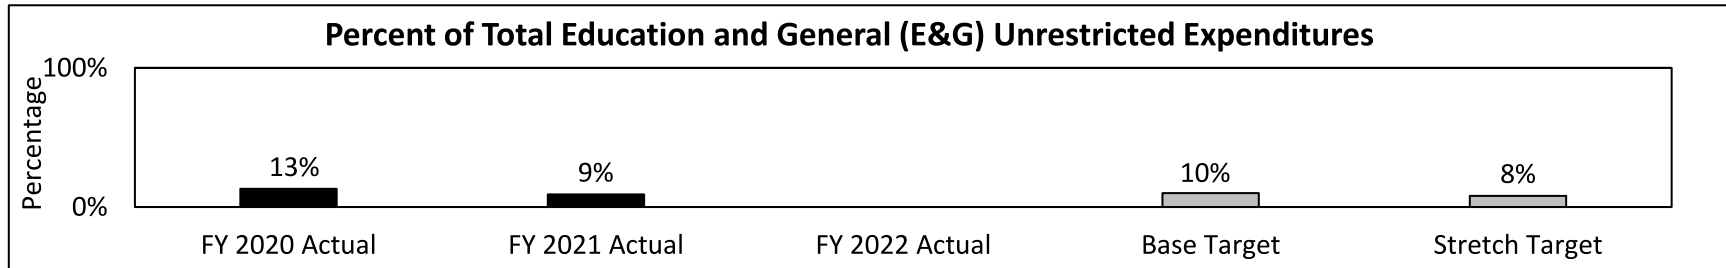 Percent of Total Education and General (E&G) Unrestricted Expenditures
Percentage
100%
0%
13%
9%
10%
8%
FY 2020 Actual
FY 2021 Actual
FY 2022 Actual
Base Target
Stretch Target